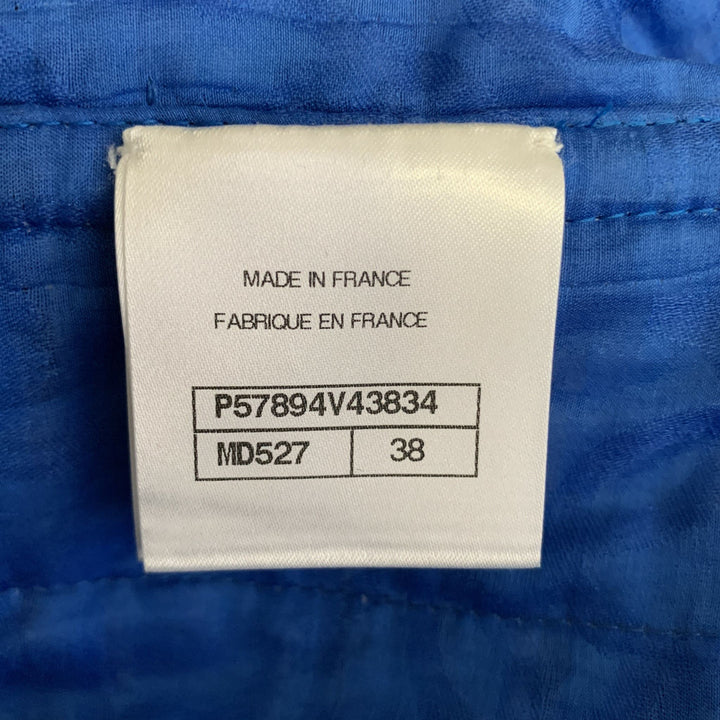 MADE IN FRANCE
FABRIQUE EN FRANCE
P57894V43834
MD527 38